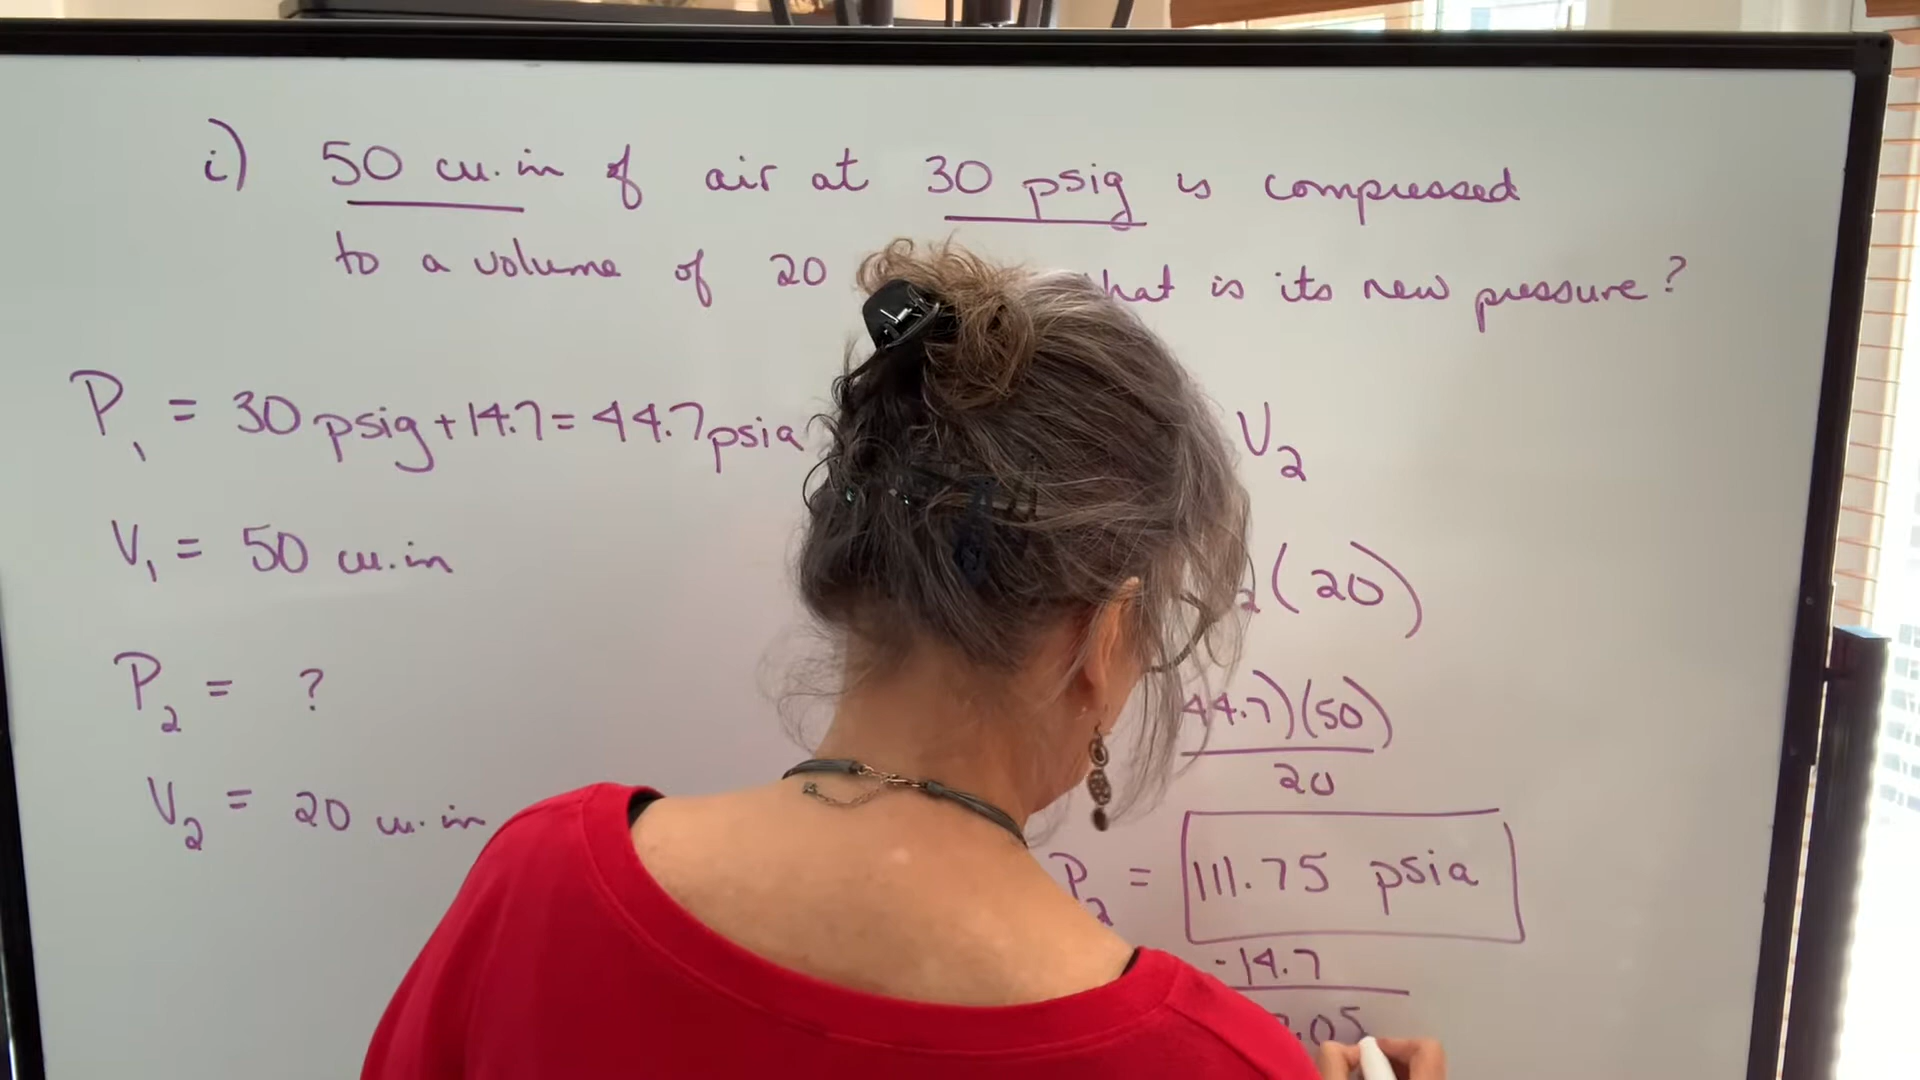 i) 50 cu.in of air at 30 psig is compressed
to a volume of 20 hat is its new pressure?
P₁ = 30 psig + 14.7 = 44.7 psia
V₂
V₁ = 50 cu.in
₂(20)
P₂ = ?
44.7)(50)
20
V₂ = 20 cu.in
P₂ = 111.75 psia
-14.7
.05